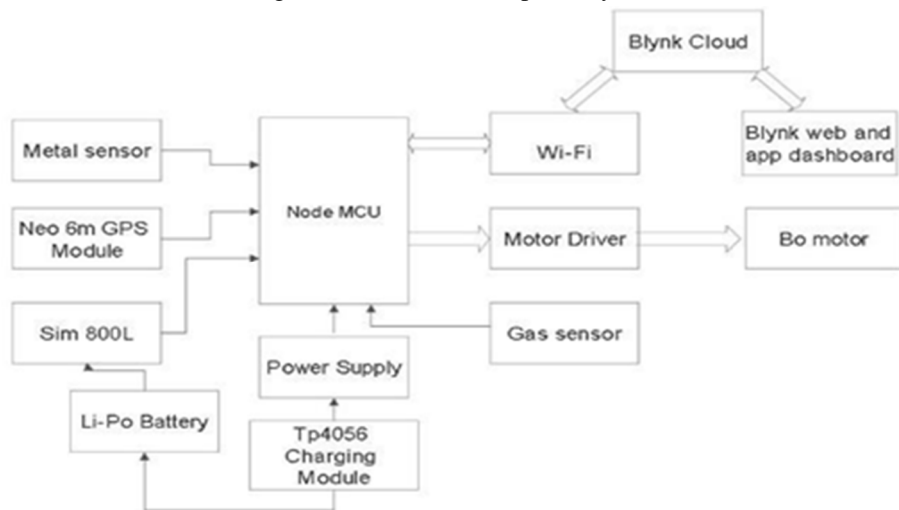 Blynk Cloud
Metal sensor
Wi-Fi
Blynk web and
app dashboard
Node MCU
Neo 6m GPS
Module
Motor Driver
Bo motor
Sim 800L
Gas sensor
Power Supply
Li-Po Battery
Tp4056
Charging
Module